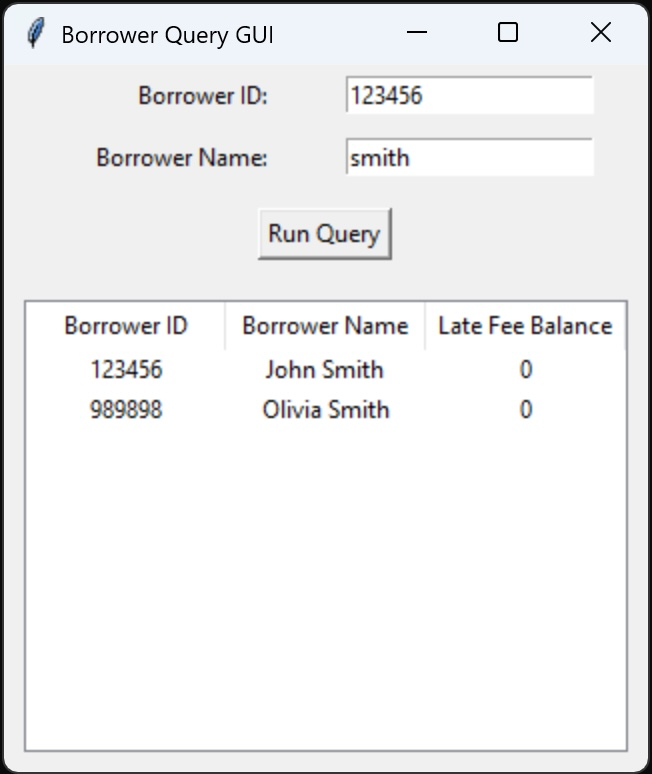 Borrower Query GUI
Borrower ID: 123456
Borrower Name: smith
Run Query
Borrower ID Borrower Name Late Fee Balance
123456 John Smith 0
989898 Olivia Smith 0